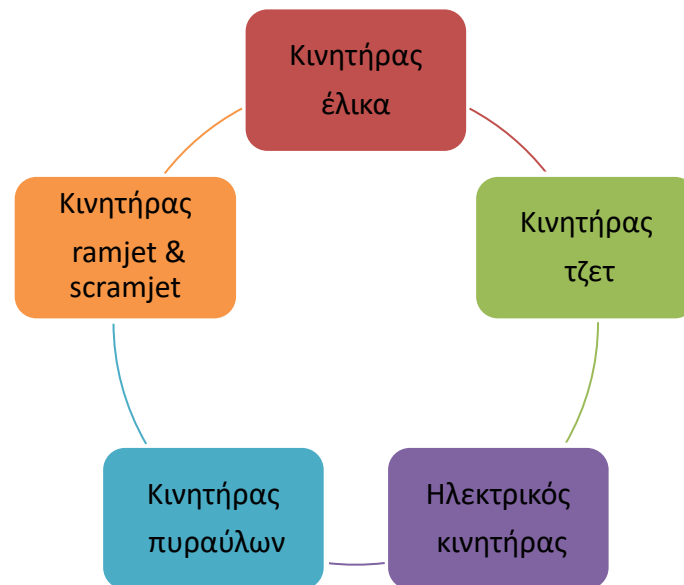 Κινητήρας
έλικα
Κινητήρας
τζετ
Ηλεκτρικός
κινητήρας
Κινητήρας
πυραύλων
Κινητήρας
ramjet &
scramjet